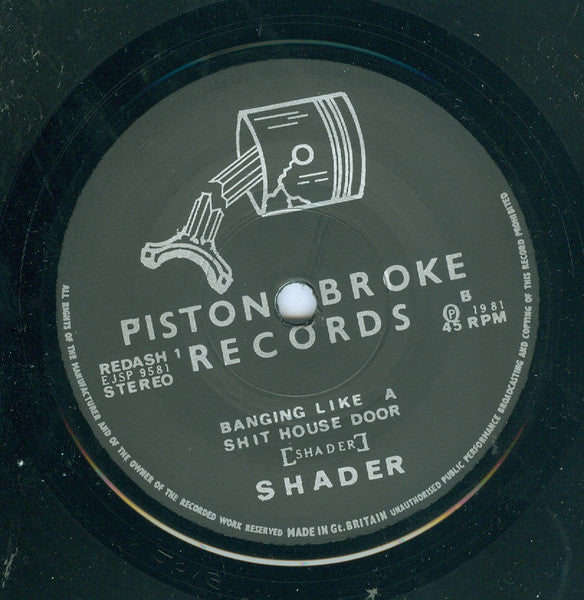 PISTON BROKE
RECORDS
REDASH 1
EJSP 9581
STEREO
B
Ⓟ 1981
45 RPM
BANGING LIKE A
SHIT HOUSE DOOR
[SHADER]
SHADER
ALL RIGHTS OF THE MANUFACTURER AND OF THE OWNER OF THE RECORDED WORK RESERVED MADE IN Gt. BRITAIN UNAUTHORISED PUBLIC PERFORMANCE BROADCASTING AND COPYING OF THIS RECORD PROHIBITED